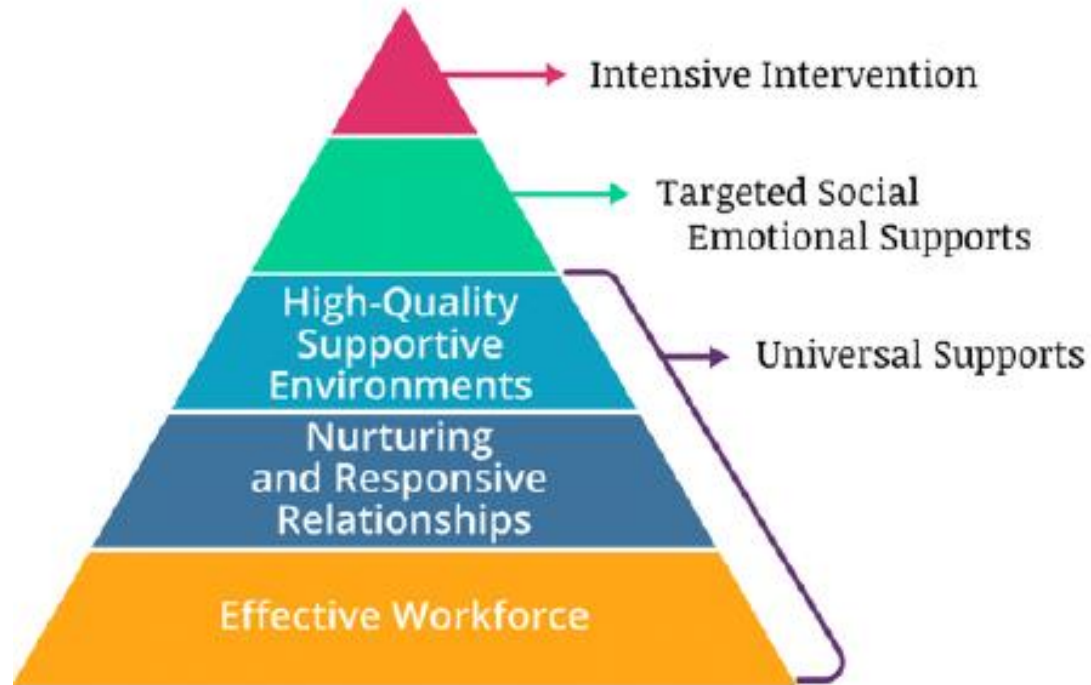 Intensive Intervention
Targeted Social
Emotional Supports
High-Quality
Supportive
Environments
Universal Supports
Nurturing
and Responsive
Relationships
Effective Workforce